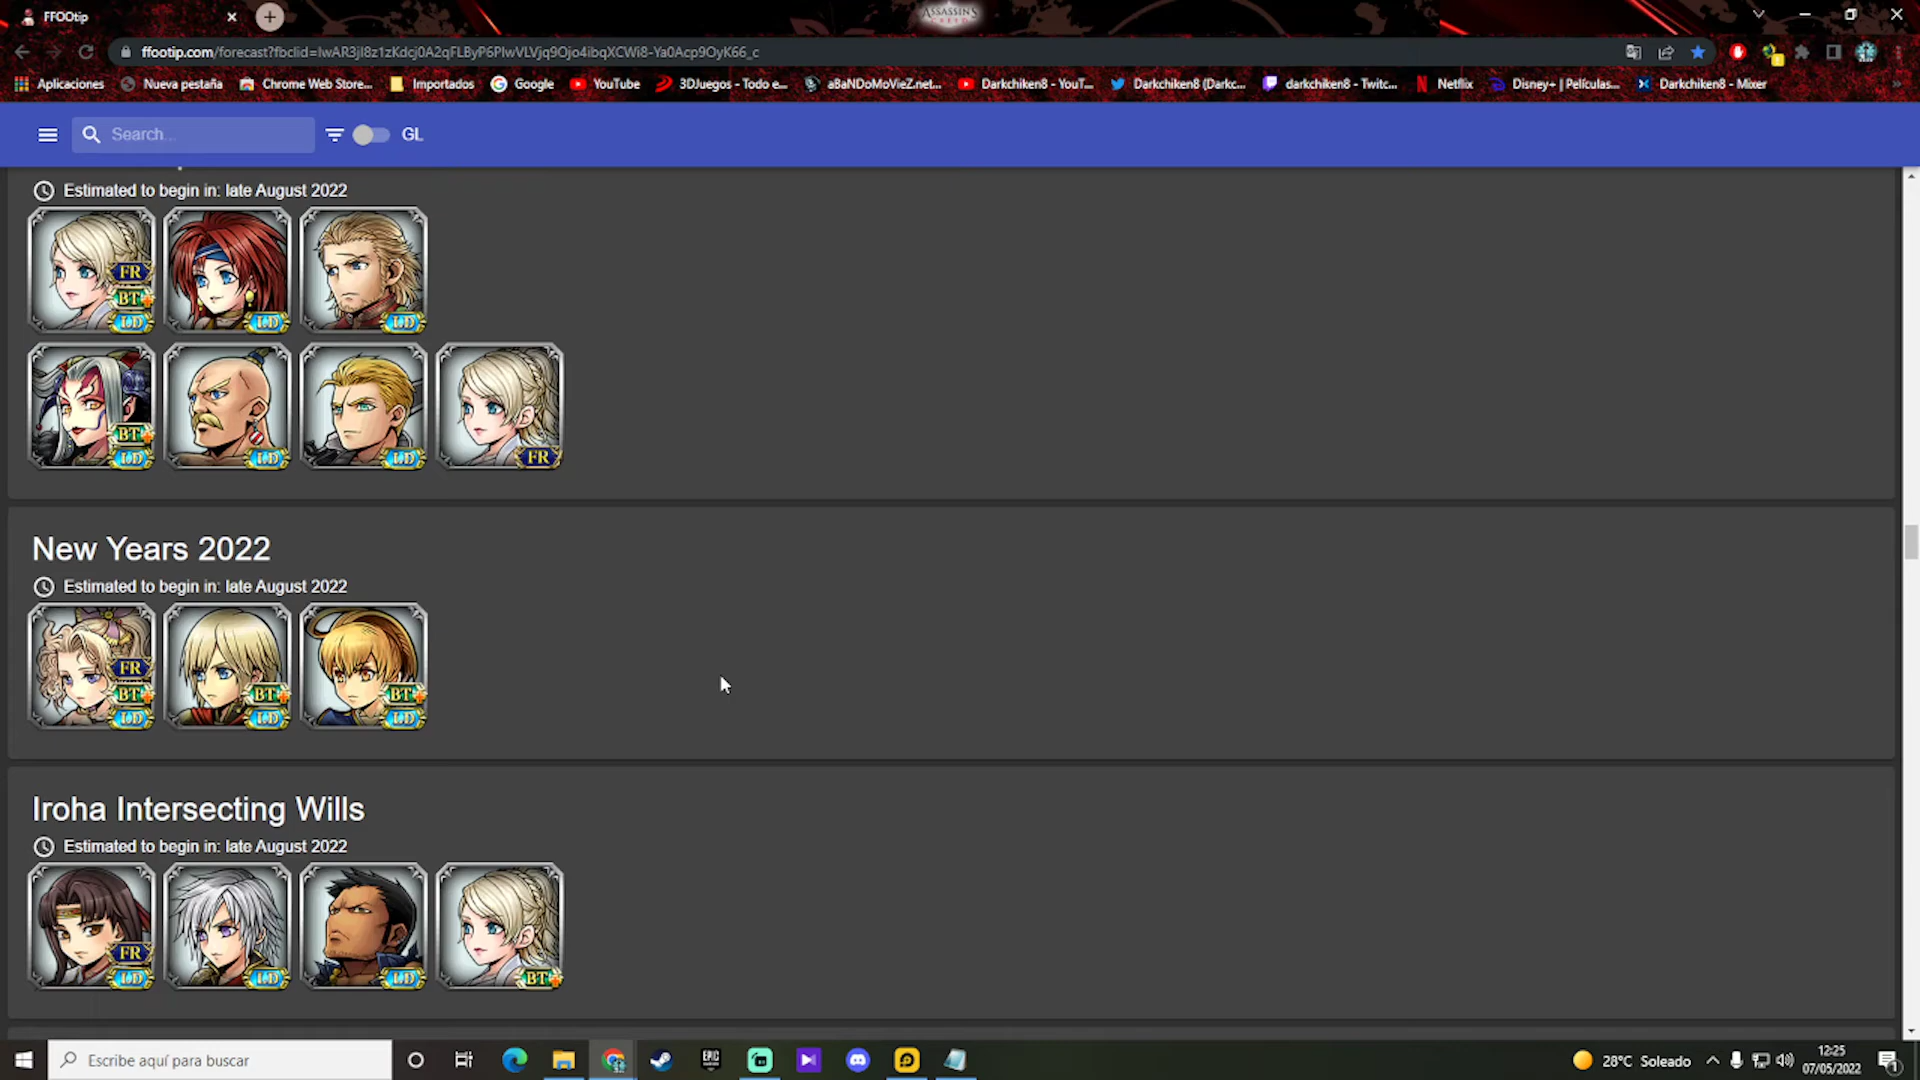 FFOOtip
ASSASSIN'S
ffootip.com/forecast?fbclid=IwAR3jI8z1zKdcj0A2qFLByP6PIwVLVjq9Ojo4ibqXCWi8-Ya0Acp9OyK66_c
Aplicaciones Nueva pestaña Chrome Web Store... Importados Google YouTube 3DJuegos - Todo e... aBaNDoMoVieZ.net... Darkchiken8 - YouT... Darkchiken8 (Darkc... darkchiken8 - Twitc... Netflix Disney+ | Películas... Darkchiken8 - Mixer
Search... GL
Estimated to begin in: late August 2022
FR
BT
LD LD LD
BT
LD LD LD FR
New Years 2022
Estimated to begin in: late August 2022
FR
BT BT BT
LD LD LD
Iroha Intersecting Wills
Estimated to begin in: late August 2022
FR
LD LD LD BT
Escribe aquí para buscar
EPIC
28°C Soleado
12:25
07/05/2022
1